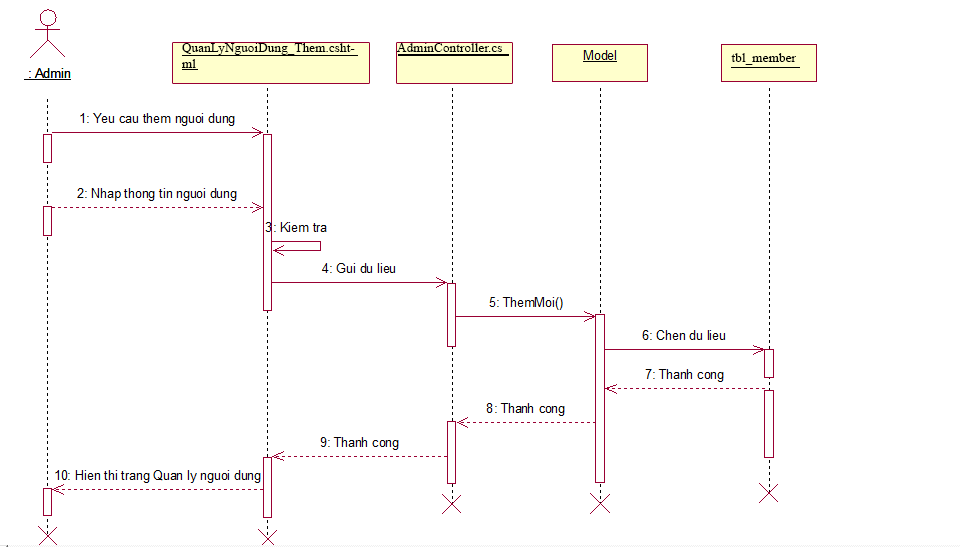 QuanLyNguoiDung_Them.csht-
ml
AdminController.cs
Model
tbl_member
: Admin
1: Yeu cau them nguoi dung
2: Nhap thong tin nguoi dung
3: Kiem tra
4: Gui du lieu
5: ThemMoi()
6: Chen du lieu
7: Thanh cong
8: Thanh cong
9: Thanh cong
10: Hien thi trang Quan ly nguoi dung